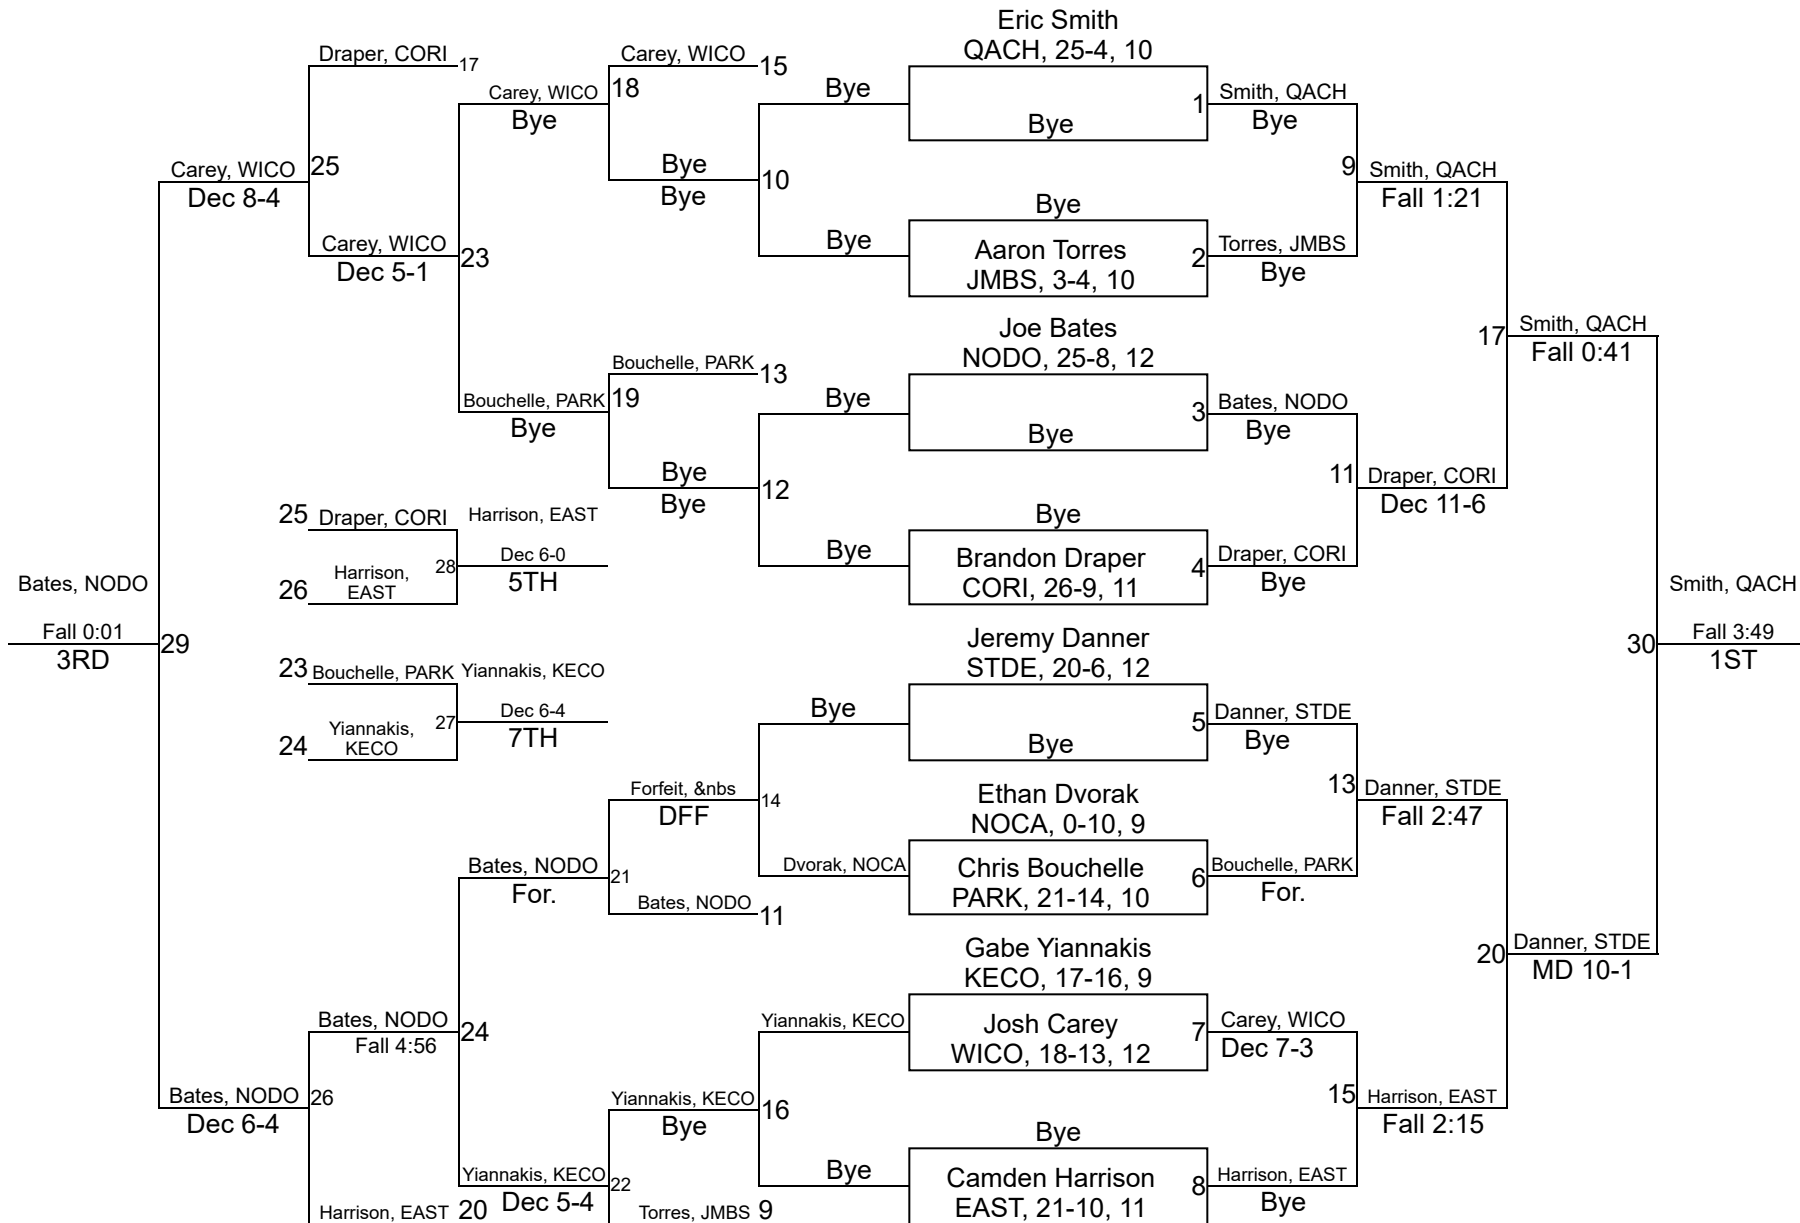 Eric Smith
QACH, 25-4, 10
Draper, CORI 17
Carey, WICO 15
Bye
1
Smith, QACH
Carey, WICO 18
Bye
Bye
Bye
Carey, WICO 25
Dec 8-4
Bye
Bye
10
9
Smith, QACH
Fall 1:21
Bye
Carey, WICO
Dec 5-1
23
Bye
Aaron Torres
JMBS, 3-4, 10
2
Torres, JMBS
Bye
Joe Bates
NODO, 25-8, 12
17
Smith, QACH
Fall 0:41
Bouchelle, PARK 13
Bouchelle, PARK 19
Bye
Bye
3
Bates, NODO
Bye
Bye
Bye
Bye
12
11
Draper, CORI
Dec 11-6
25 Draper, CORI
Harrison, EAST
Bye
28
Dec 6-0
5TH
26
Harrison,
EAST
Bye
Brandon Draper
CORI, 26-9, 11
4
Draper, CORI
Bye
Bates, NODO
Fall 0:01
3RD
29
Smith, QACH
30
Fall 3:49
1ST
Jeremy Danner
STDE, 20-6, 12
23 Bouchelle, PARK
Yiannakis, KECO
27
Dec 6-4
7TH
24
Yiannakis,
KECO
Bye
5
Danner, STDE
Bye
Bye
Forfeit, &nbs
DFF
14
Ethan Dvorak
NOCA, 0-10, 9
13
Danner, STDE
Fall 2:47
Bates, NODO
For.
21
Dvorak, NOCA
Chris Bouchelle
PARK, 21-14, 10
6
Bouchelle, PARK
For.
Bates, NODO 11
Gabe Yiannakis
KECO, 17-16, 9
20
Danner, STDE
MD 10-1
Bates, NODO
Fall 4:56
24
Yiannakis, KECO
Josh Carey
WICO, 18-13, 12
7
Carey, WICO
Dec 7-3
Bates, NODO
Dec 6-4
26
Yiannakis, KECO
Bye
16
15
Harrison, EAST
Fall 2:15
Bye
Yiannakis, KECO
Dec 5-4
22
Bye
Camden Harrison
EAST, 21-10, 11
8
Harrison, EAST
Bye
Harrison, EAST 20
Torres, JMBS 9